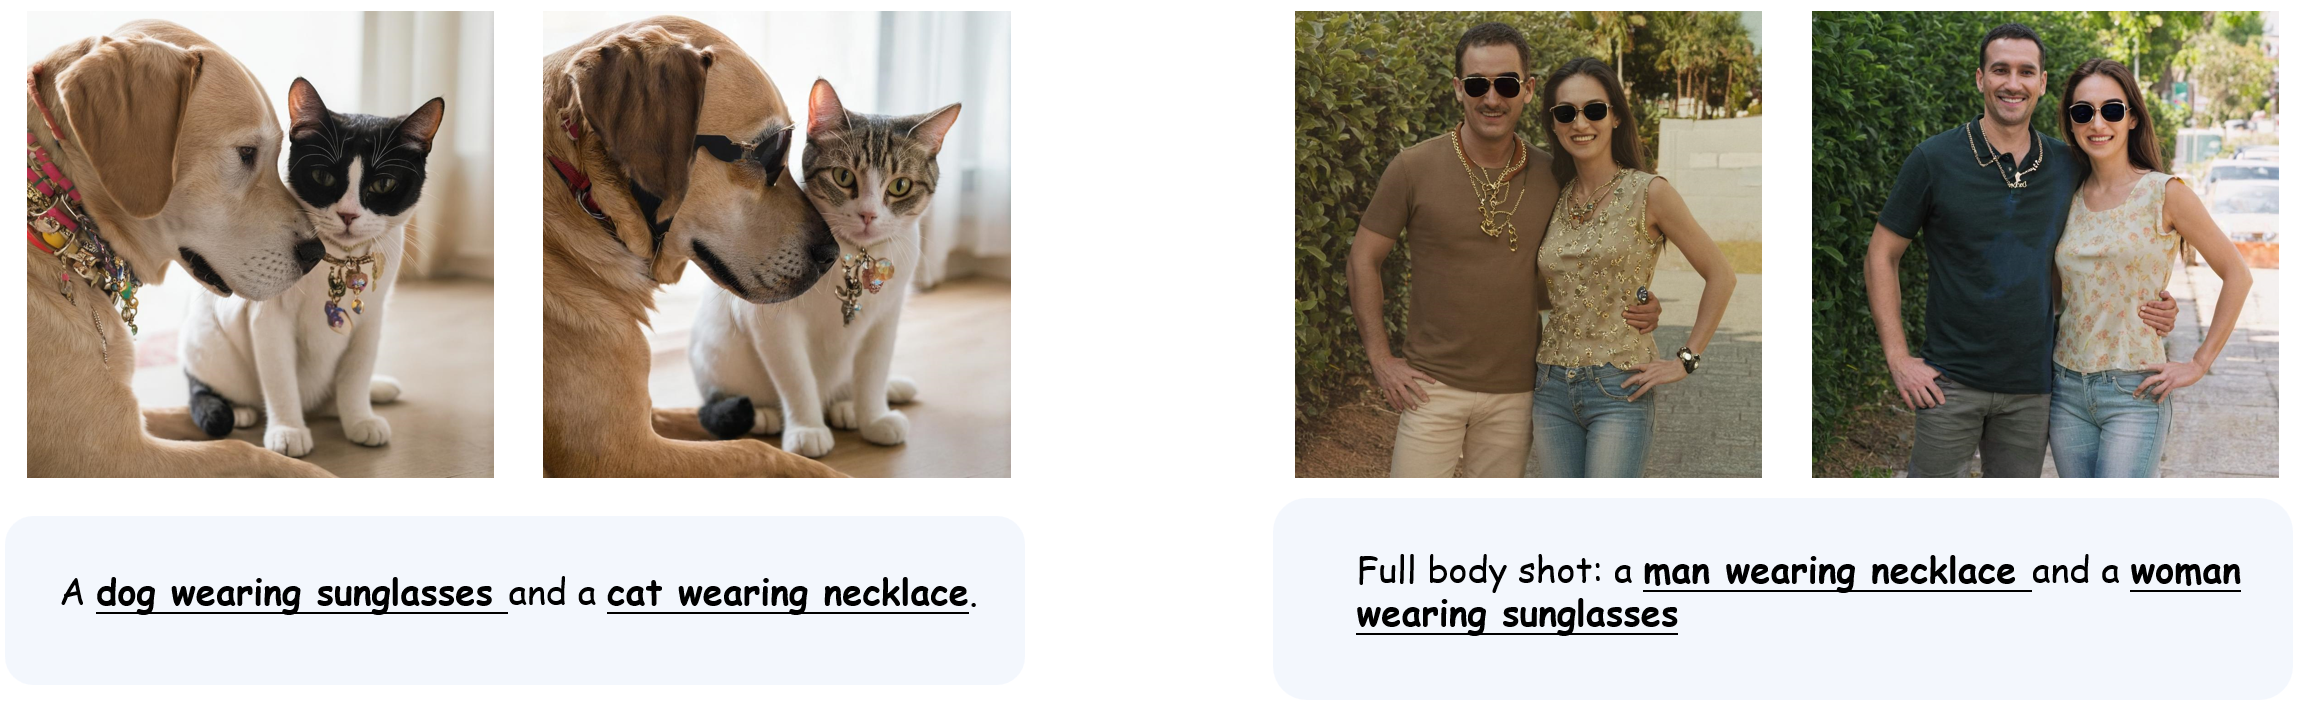 A dog wearing sunglasses and a cat wearing necklace.
Full body shot: a man wearing necklace and a woman
wearing sunglasses